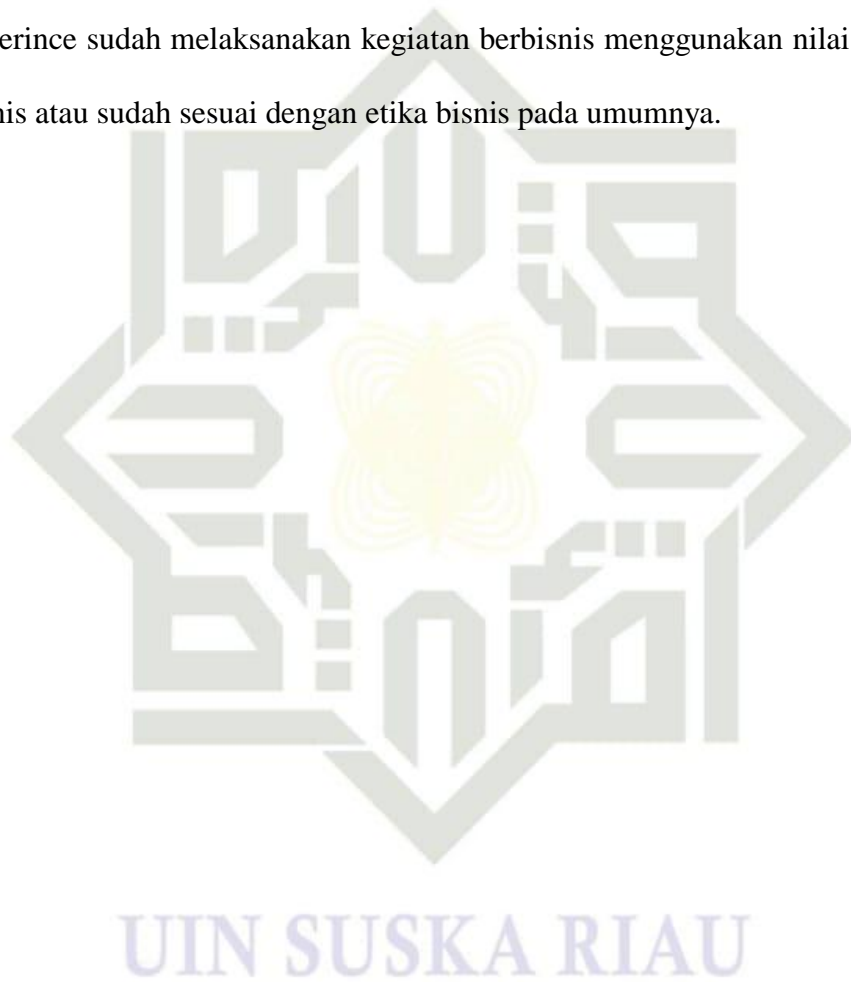 erince sudah melaksanakan kegiatan berbisnis menggunakan nilai
nis atau sudah sesuai dengan etika bisnis pada umumnya.
UIN SUSKA RIAU